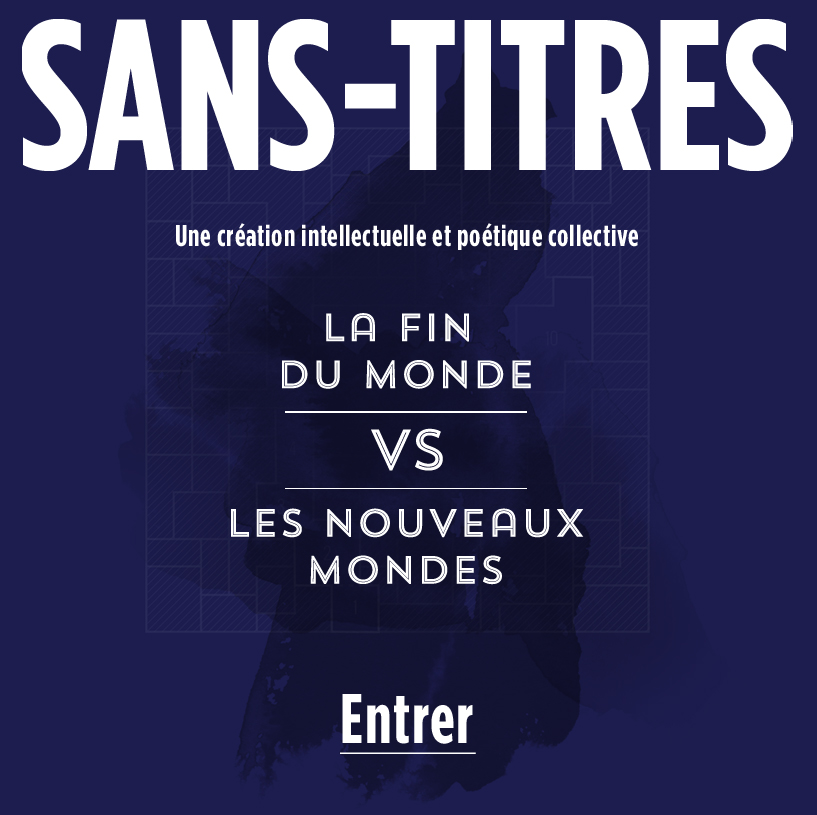 SANS-TITRES
Une création intellectuelle et poétique collective
LA FIN
DU MONDE
VS
LES NOUVEAUX
MONDES
Entrer